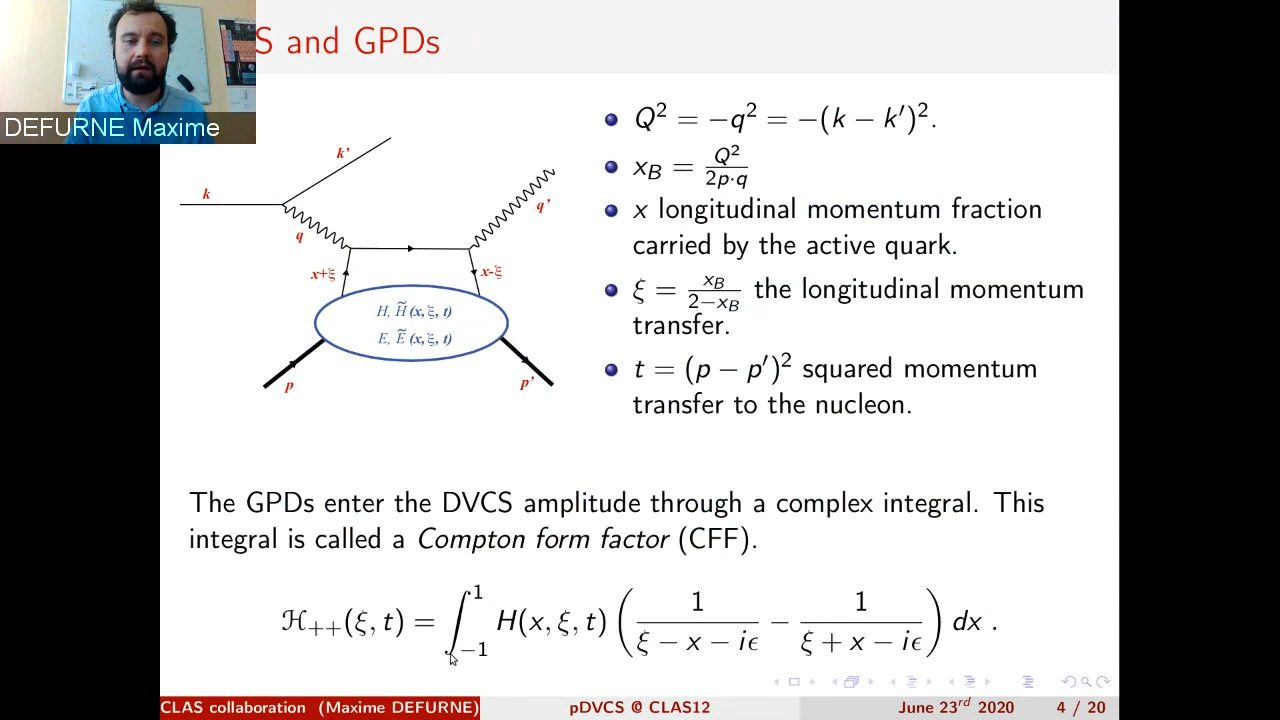 S and GPDs
DEFURNE Maxime
k
k'
q
q'
x+ξ
x-ξ
H, H̃ (x, ξ, t)
E, Ẽ (x, ξ, t)
p
p'
Q² = −q² = −(k − k′)².
x_B = Q² / 2p·q
x longitudinal momentum fraction
carried by the active quark.
ξ = x_B / 2−x_B the longitudinal momentum
transfer.
t = (p − p′)² squared momentum
transfer to the nucleon.
The GPDs enter the DVCS amplitude through a complex integral. This
integral is called a Compton form factor (CFF).
ℋ₊₊(ξ, t) = ∫₋₁¹ H(x, ξ, t) ( 1 / ξ − x − iϵ − 1 / ξ + x − iϵ ) dx .
CLAS collaboration (Maxime DEFURNE) pDVCS @ CLAS12 June 23rd 2020 4 / 20